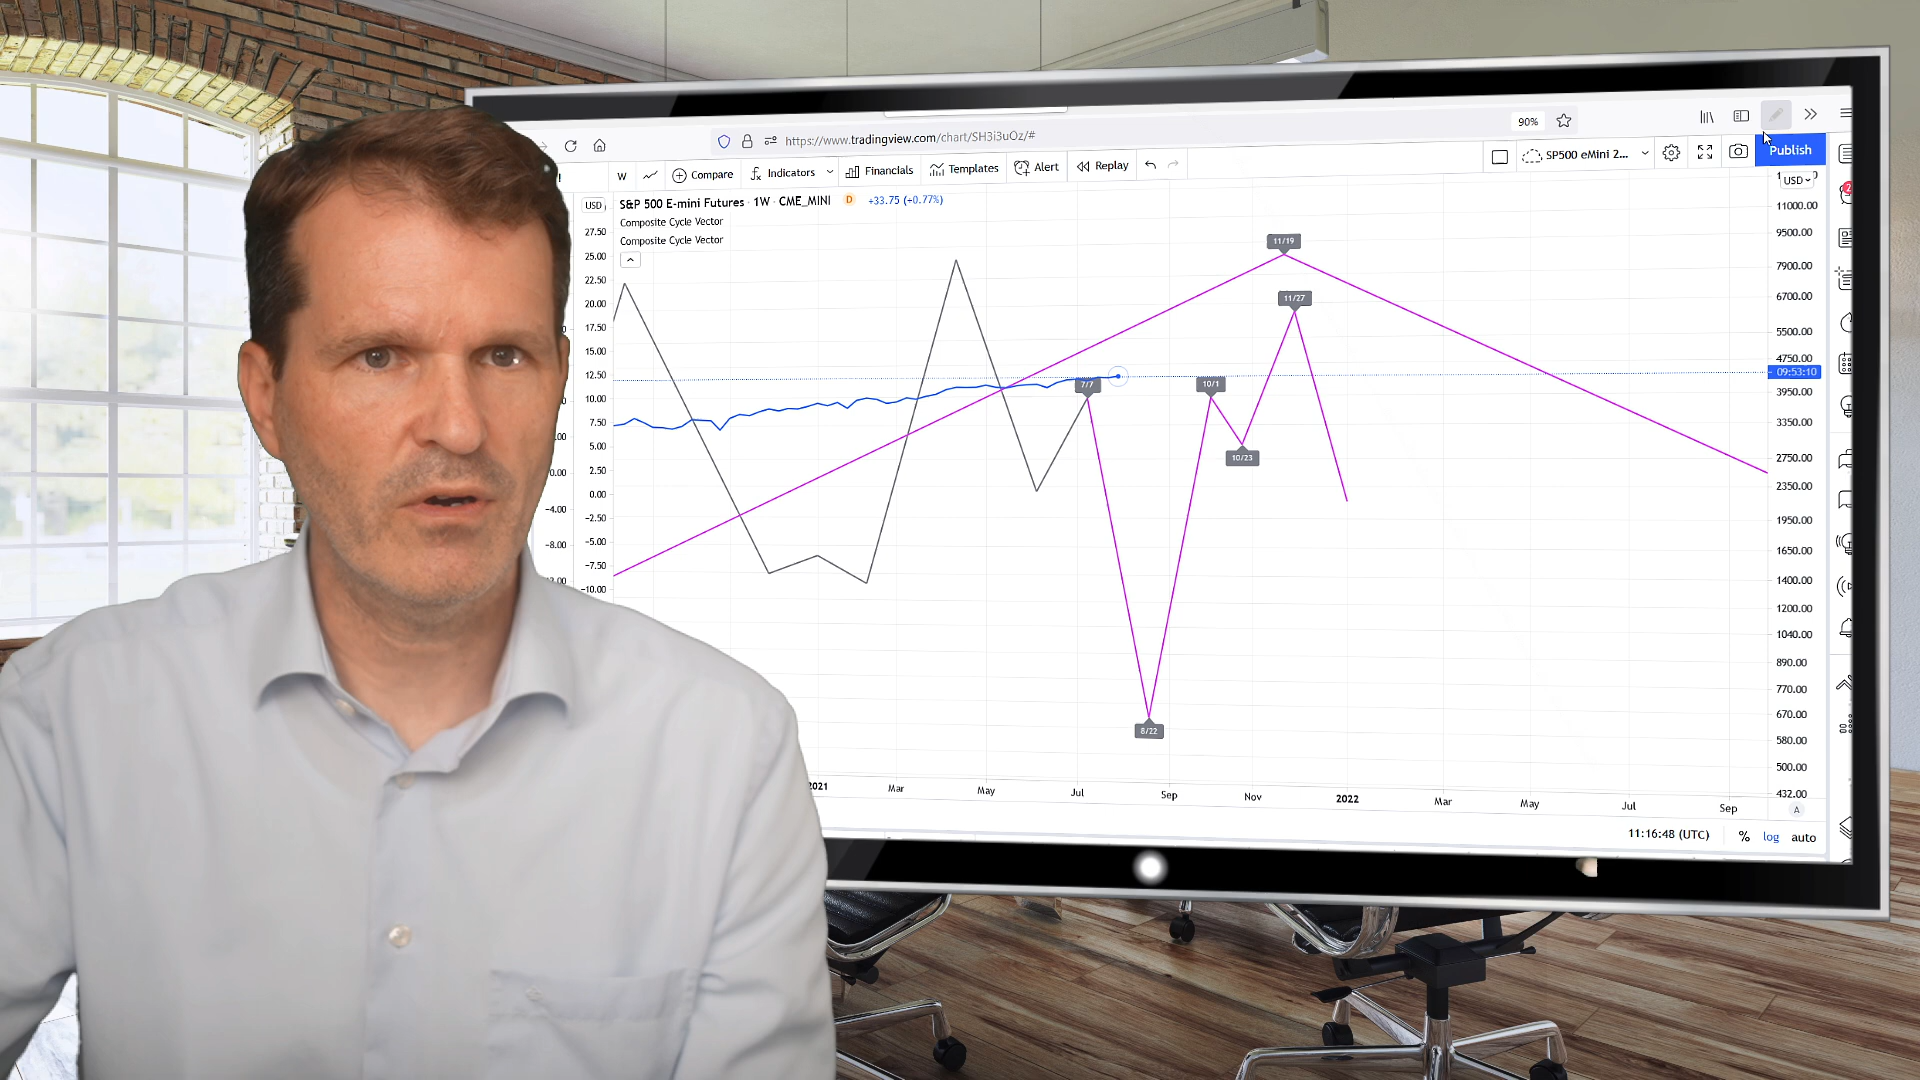 https://www.tradingview.com/chart/SH3i3uOz/#
90%
W
Compare
Indicators
Financials
Templates
Alert
Replay
SP500 eMini 2...
Publish
USD
S&P 500 E-mini Futures · 1W · CME_MINI D +33.75 (+0.77%)
Composite Cycle Vector
Composite Cycle Vector
27.50
25.00
22.50
20.00
17.50
15.00
12.50
10.00
7.50
5.00
2.50
0.00
-2.50
-5.00
-7.50
-10.00
-4.00
-8.00
11/19
11/27
7/7
10/1
10/23
8/22
USD
11000.00
9500.00
7900.00
6700.00
5500.00
4750.00
09:53:10
3950.00
3350.00
2750.00
2350.00
1950.00
1650.00
1400.00
1200.00
1040.00
890.00
770.00
670.00
580.00
500.00
432.00
2021 Mar May Jul Sep Nov 2022 Mar May Jul Sep
A
11:16:48 (UTC) % log auto